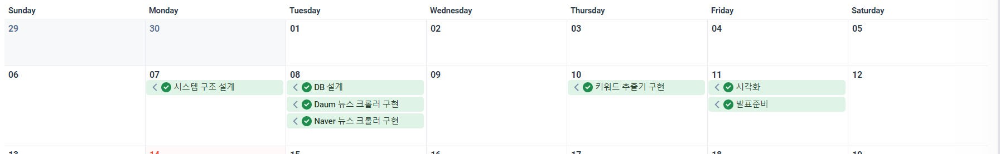 Sunday Monday Tuesday Wednesday Thursday Friday Saturday
29 30 01 02 03 04 05
06 07 08 09 10 11 12
시스템 구조 설계 DB 설계 키워드 추출기 구현 시각화
Daum 뉴스 크롤러 구현 발표준비
Naver 뉴스 크롤러 구현
13 14 15 16 17 18 19